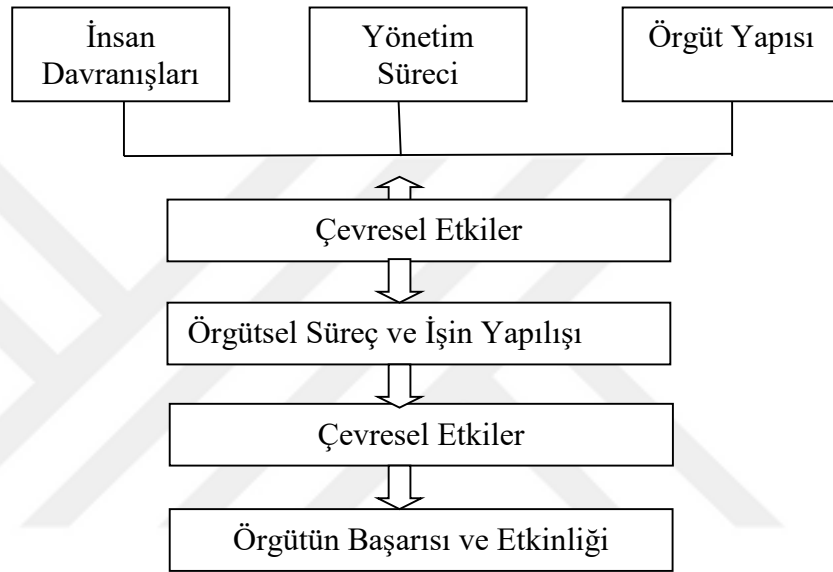 İnsan
Davranışları
Yönetim
Süreci
Örgüt Yapısı
Çevresel Etkiler
Örgütsel Süreç ve İşin Yapılışı
Çevresel Etkiler
Örgütün Başarısı ve Etkinliği